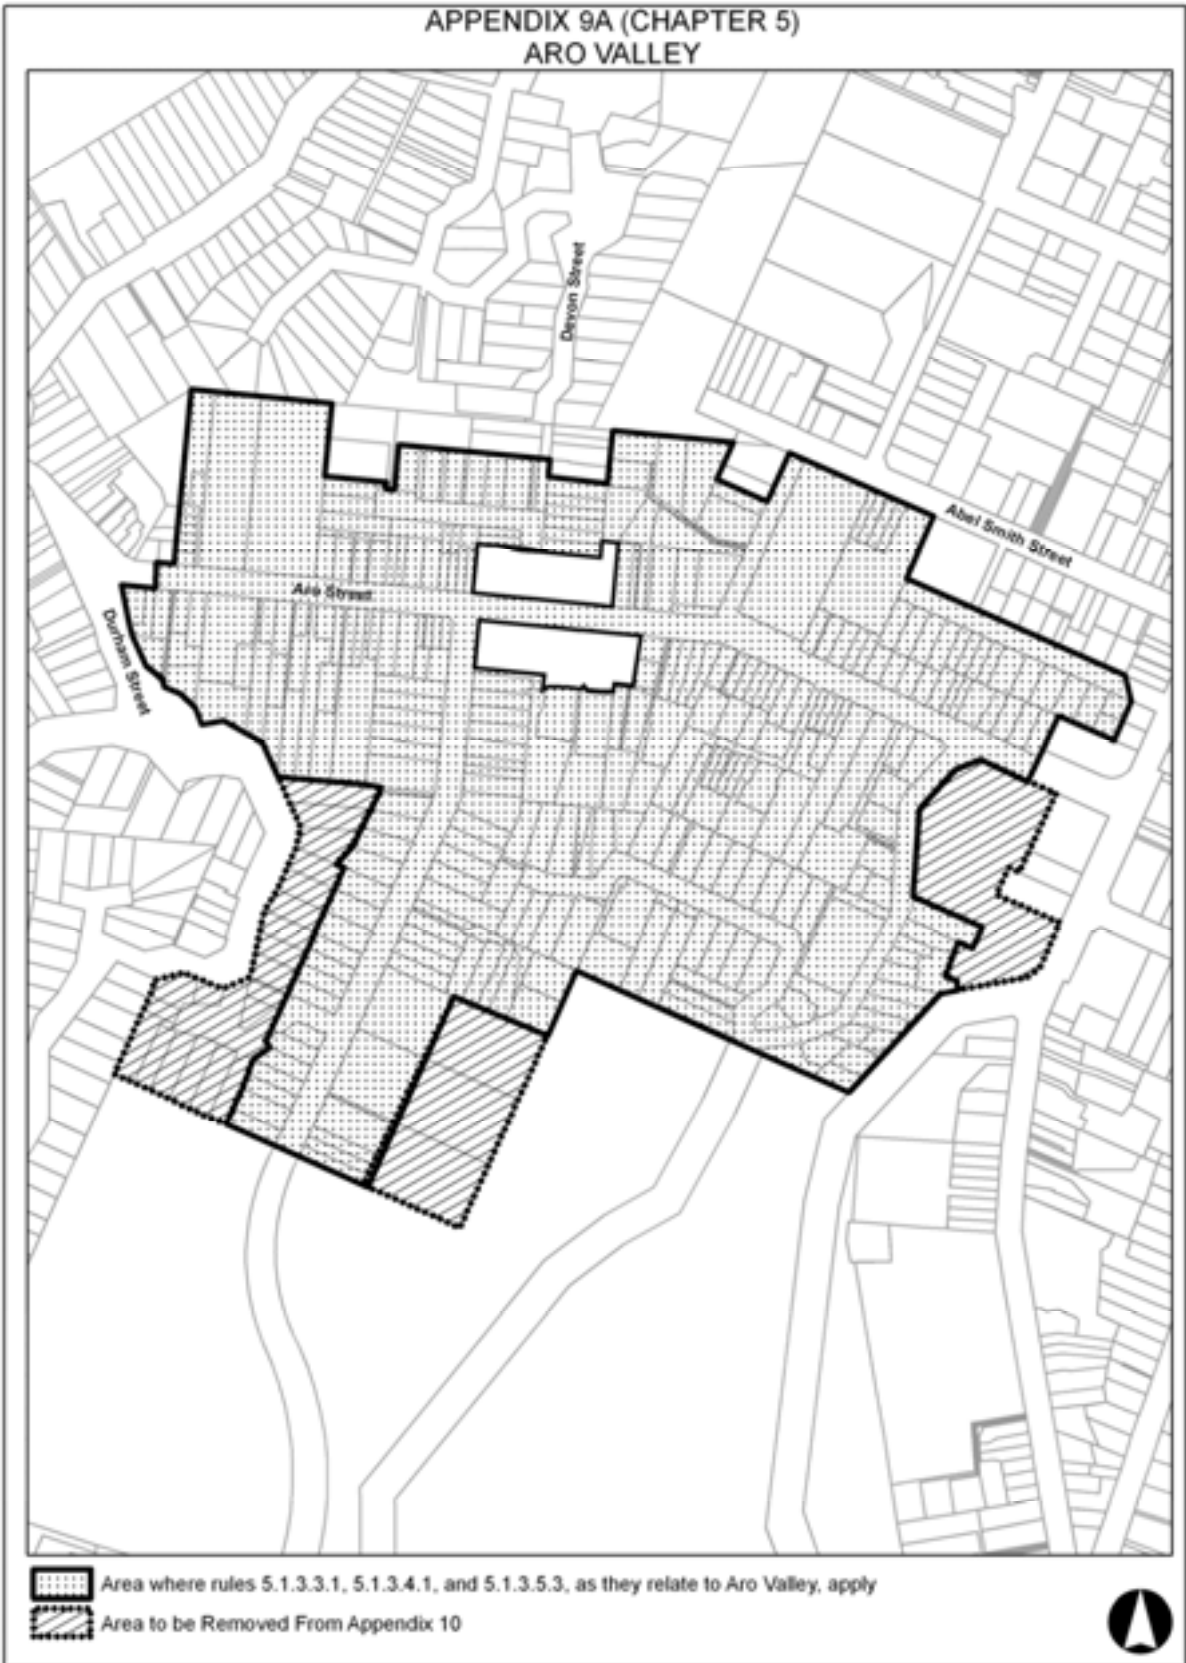 APPENDIX 9A (CHAPTER 5)
ARO VALLEY
Devon Street
Abel Smith Street
Aro Street
Durham Street
Area where rules 5.1.3.3.1, 5.1.3.4.1, and 5.1.3.5.3, as they relate to Aro Valley, apply
Area to be Removed From Appendix 10